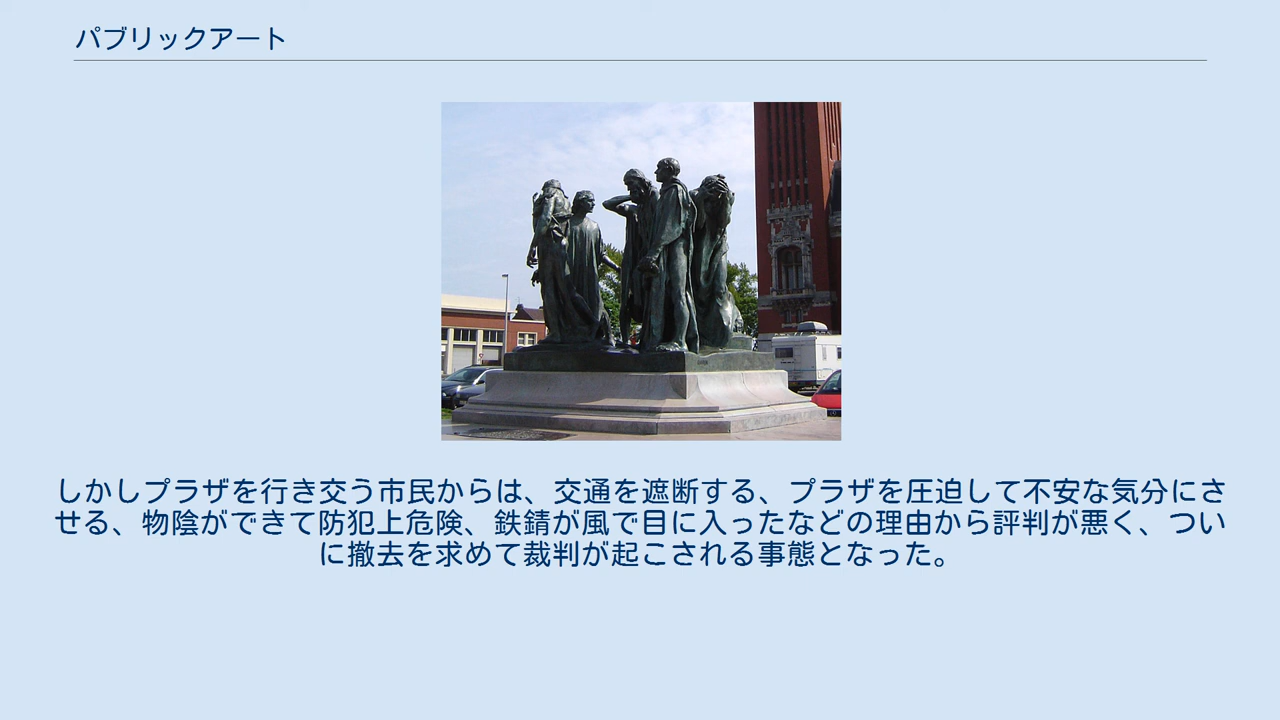 パブリックアート
しかしプラザを行き交う市民からは、交通を遮断する、プラザを圧迫して不安な気分にさ
せる、物陰ができて防犯上危険、鉄錆が風で目に入ったなどの理由から評判が悪く、つい
に撤去を求めて裁判が起こされる事態となった。